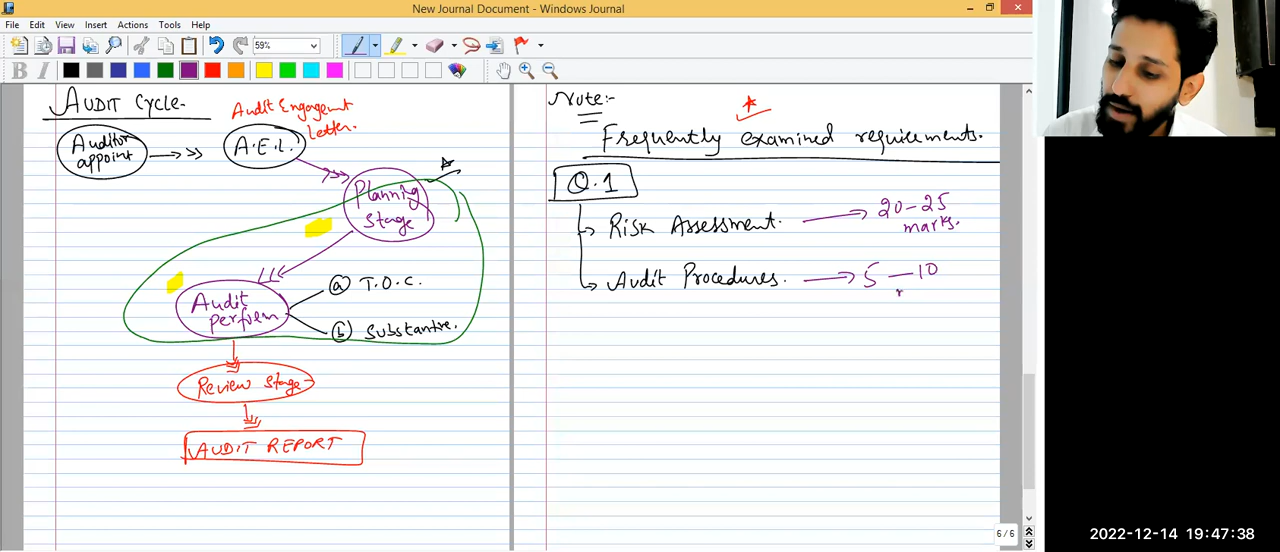 New Journal Document - Windows Journal
File Edit View Insert Actions Tools Help
59%
B I
AUDIT Cycle-
Audit Engagement
Letter.
Auditor
appoint
A.E.L.
Planning
Stage
Audit
perform
(a) T.O.C.
(b) Substantive.
Review Stage
AUDIT REPORT
Note:-
Frequently examined requirements.
Q.1
Risk Assessment.
20-25
marks.
Audit Procedures.
5-10
6/6
2022-12-14 19:47:38